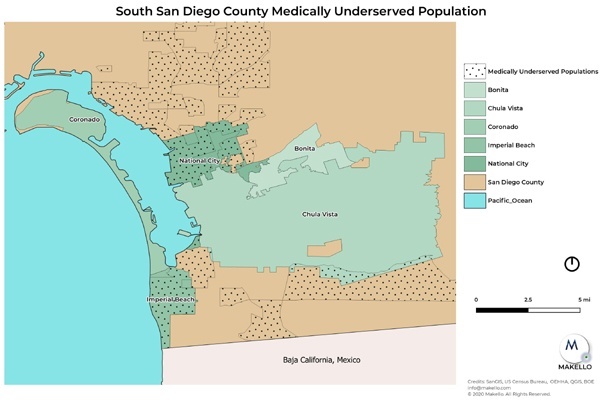 South San Diego County Medically Underserved Population
Coronado
National City
Bonita
Chula Vista
Imperial Beach
Baja California, Mexico
Medically Underserved Populations
Bonita
Chula Vista
Coronado
Imperial Beach
National City
San Diego County
Pacific_Ocean
0 2.5 5 mi
M
MAKELLO
Credits: SanGIS, US Census Bureau, OEHHA, QGIS, BOE
info@makello.com
© 2020 Makello. All Rights Reserved.